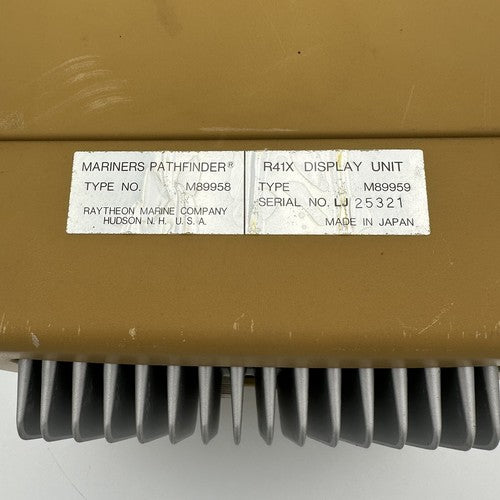 MARINERS PATHFINDER®
TYPE NO. M89958
RAYTHEON MARINE COMPANY
HUDSON N.H. U.S.A.
R41X DISPLAY UNIT
TYPE M89959
SERIAL NO. LJ 25321
MADE IN JAPAN